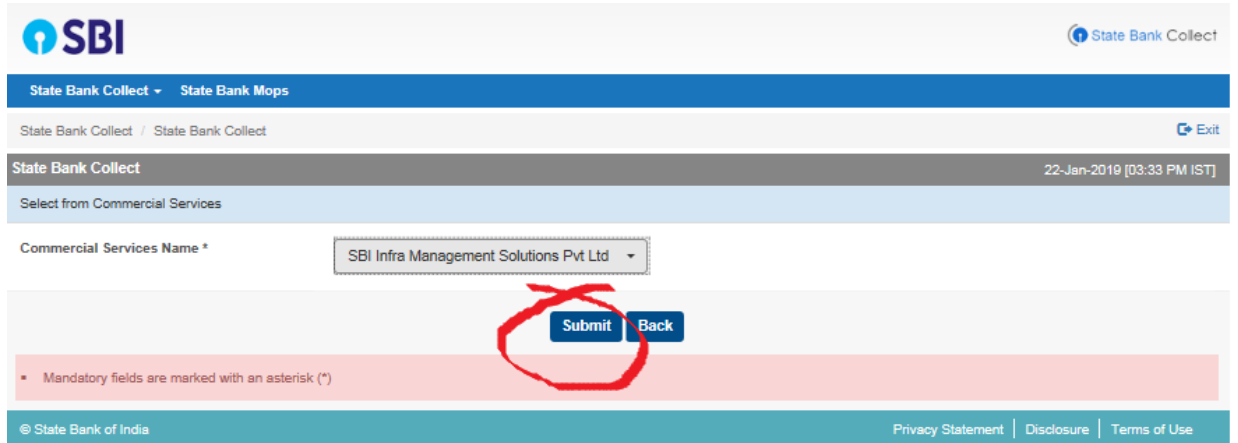 SBI
State Bank Collect
State Bank Collect State Bank Mops
State Bank Collect / State Bank Collect
Exit
State Bank Collect
22-Jan-2019 [03:33 PM IST]
Select from Commercial Services
Commercial Services Name *
SBI Infra Management Solutions Pvt Ltd
Submit Back
Mandatory fields are marked with an asterisk (*)
© State Bank of India
Privacy Statement | Disclosure | Terms of Use